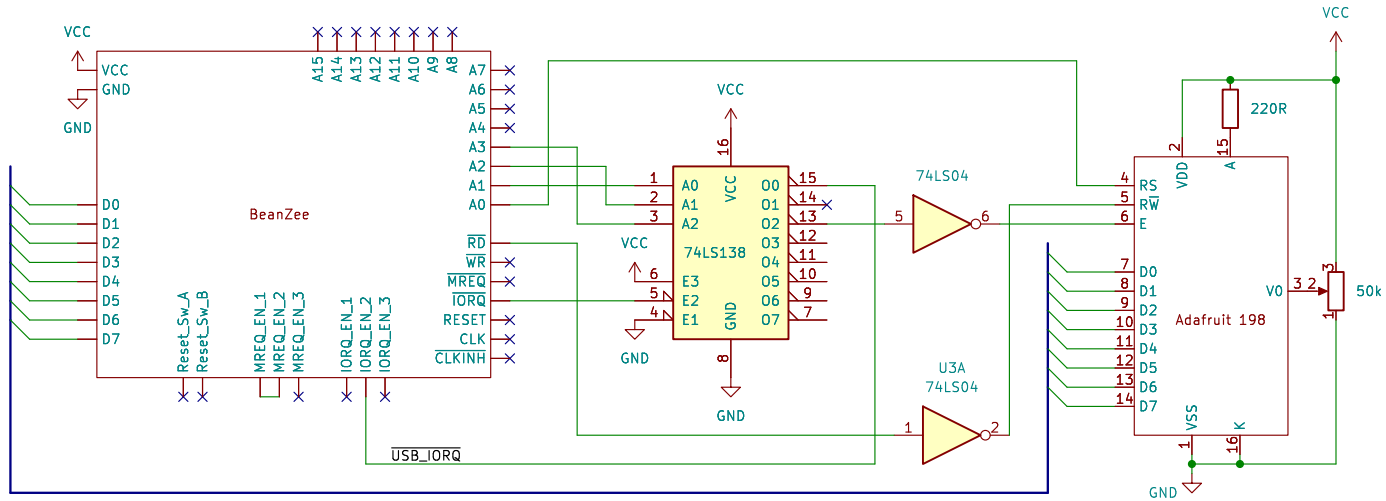 VCC
VCC
GND
GND
A15
A14
A13
A12
A11
A10
A9
A8
A7
A6
A5
A4
A3
A2
A1
A0
D0
D1
D2
D3
D4
D5
D6
D7
BeanZee
RD
WR
MREQ
IORQ
RESET
CLK
CLKINH
Reset_Sw_A
Reset_Sw_B
MREQ_EN_1
MREQ_EN_2
MREQ_EN_3
IORQ_EN_1
IORQ_EN_2
IORQ_EN_3
USB_IORQ
VCC
16
VCC
1 A0
2 A1
3 A2
74LS138
VCC
6 E3
5 E2
4 E1
GND
GND
8
GND
O0 15
O1 14
O2 13
O3 12
O4 11
O5 10
O6 9
O7 7
74LS04
5 6
U3A
74LS04
1 2
VCC
220R
2
VDD
15
A
4 RS
5 RW
6 E
7 D0
8 D1
9 D2
10 D3
11 D4
12 D5
13 D6
14 D7
V0 3 2
3
1
50k
Adafruit 198
VSS
1
K
16
GND